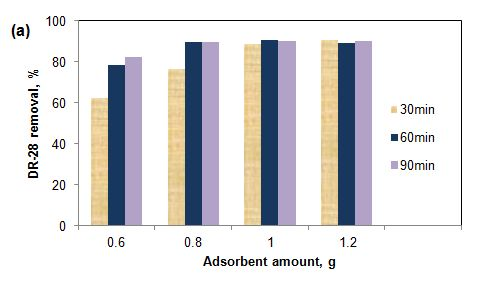 (a)
DR-28 removal, %
100
80
60
40
20
0
0.6 0.8 1 1.2
Adsorbent amount, g
30min
60min
90min